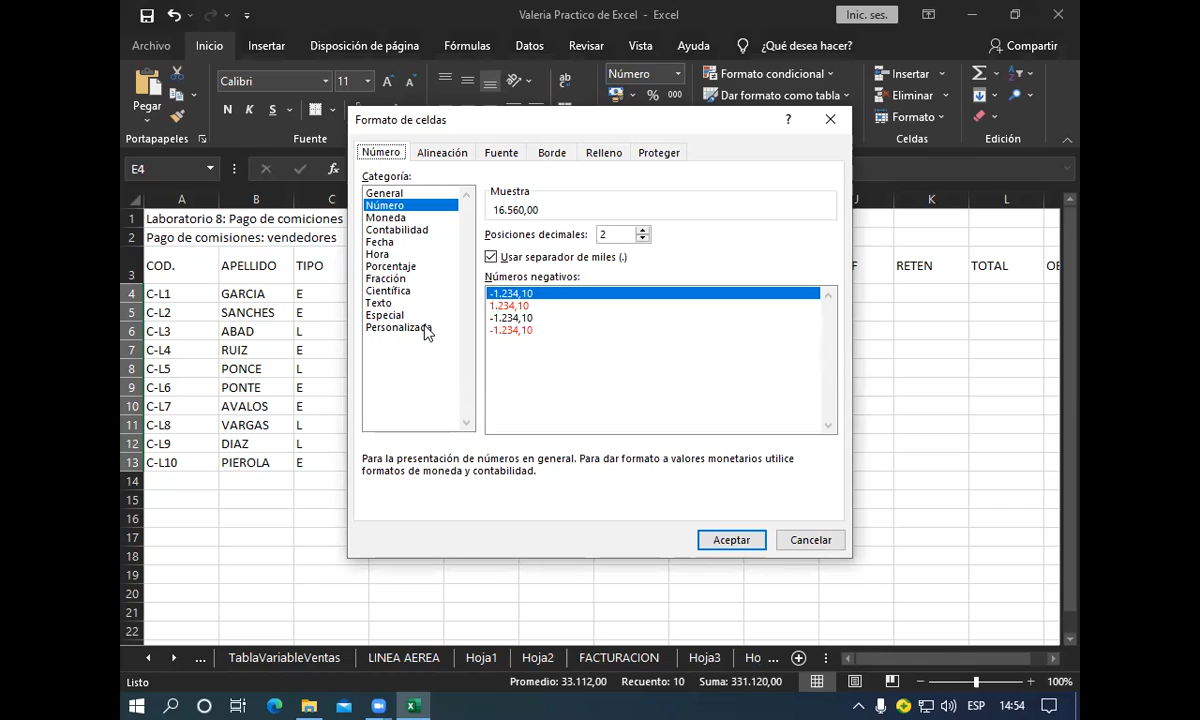 Valeria Practico de Excel - Excel
Inic. ses.
Archivo Inicio Insertar Disposición de página Fórmulas Datos Revisar Vista Ayuda ¿Qué desea hacer? Compartir
Pegar
Portapapeles
Calibri 11
N K S
Fuente
ab
Número
% 000
Formato condicional
Dar formato como tabla
Insertar
Eliminar
Formato
Celdas
Edición
E4
fx
Formato de celdas
Número Alineación Fuente Borde Relleno Proteger
Categoría:
General
Número
Moneda
Contabilidad
Fecha
Hora
Porcentaje
Fracción
Científica
Texto
Especial
Personalizada
Muestra
16.560,00
Posiciones decimales: 2
Usar separador de miles (.)
Números negativos:
-1.234,10
1.234,10
-1.234,10
-1.234,10
Para la presentación de números en general. Para dar formato a valores monetarios utilice
formatos de moneda y contabilidad.
Aceptar Cancelar
A B C J K L
1 Laboratorio 8: Pago de comiciones
2 Pago de comisiones: vendedores
3 COD. APELLIDO TIPO F RETEN TOTAL
4 C-L1 GARCIA E
5 C-L2 SANCHES E
6 C-L3 ABAD L
7 C-L4 RUIZ E
8 C-L5 PONCE L
9 C-L6 PONTE E
10 C-L7 AVALOS E
11 C-L8 VARGAS L
12 C-L9 DIAZ L
13 C-L10 PIEROLA E
14
15
16
17
18
19
20
21
22
... TablaVariableVentas LINEA AEREA Hoja1 Hoja2 FACTURACION Hoja3 Ho ...
Listo Promedio: 33.112,00 Recuento: 10 Suma: 331.120,00 100%
ESP 14:54